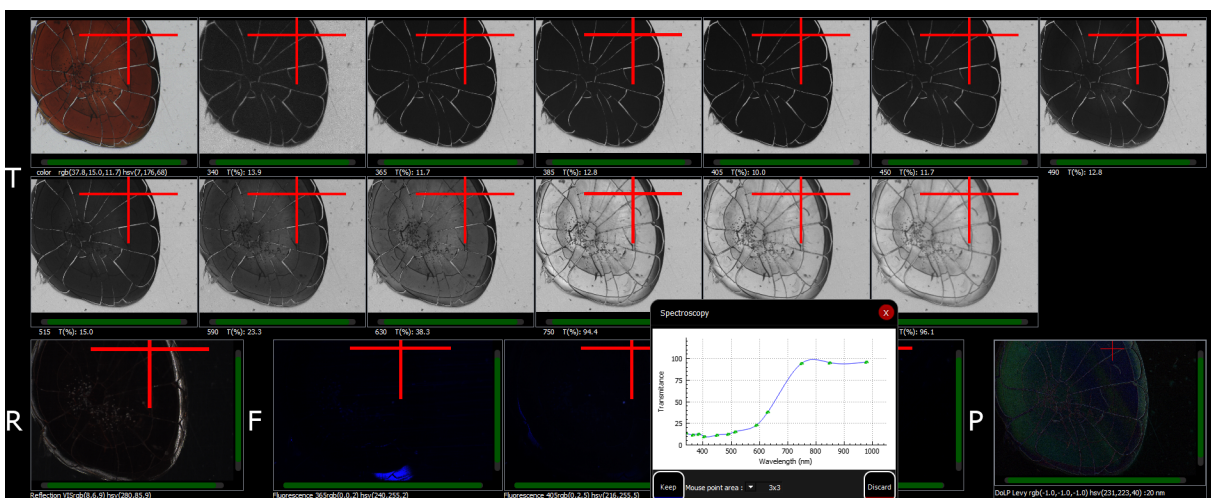 T
color rgb(37.8,15.0,11.7) hsv(7,176,68)
340 T(%): 13.9
365 T(%): 11.7
385 T(%): 12.8
405 T(%): 10.0
450 T(%): 11.7
490 T(%): 12.8
515 T(%): 15.0
590 T(%): 23.3
630 T(%): 38.3
750 T(%): 94.4
T(%): 96.1
Spectroscopy
X
Transmitance
100
75
50
25
0
400 500 600 700 800 900 1000
Wavelength (nm)
Keep
Mouse point area :
3x3
Discard
R
F
P
Reflection VISrgb(8,6,9) hsv(280,85,9)
Fluorescence 365rgb(0,0,2) hsv(240,255,2)
Fluorescence 405rgb(0,2,5) hsv(216,255,5)
DoLP Levy rgb(-1.0,-1.0,-1.0) hsv(231,223,40) :20 nm